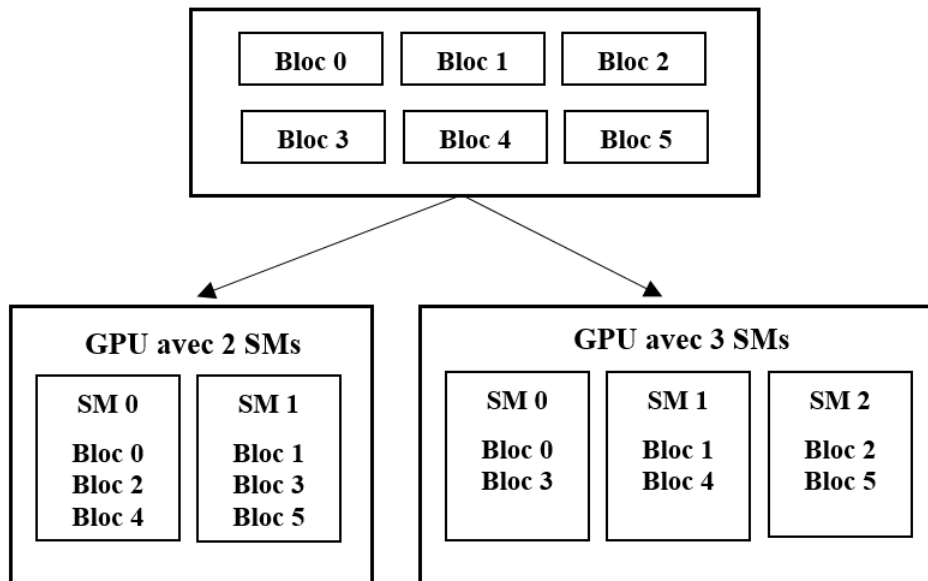 Bloc 0 Bloc 1 Bloc 2
Bloc 3 Bloc 4 Bloc 5
GPU avec 2 SMs
SM 0 SM 1
Bloc 0 Bloc 1
Bloc 2 Bloc 3
Bloc 4 Bloc 5
GPU avec 3 SMs
SM 0 SM 1 SM 2
Bloc 0 Bloc 1 Bloc 2
Bloc 3 Bloc 4 Bloc 5